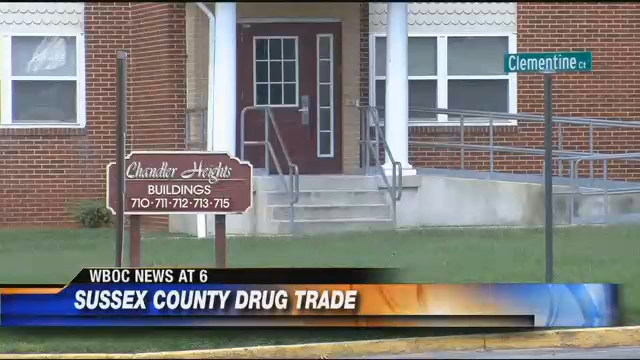 Clementine Ct
Chandler Heights
BUILDINGS
710-711-712-713-715
WBOC NEWS AT 6
SUSSEX COUNTY DRUG TRADE